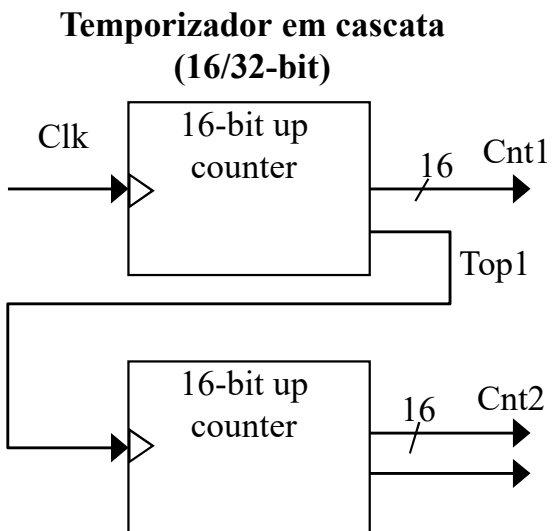 Temporizador em cascata
(16/32-bit)
Clk
16-bit up
counter
16
Cnt1
Top1
16-bit up
counter
16
Cnt2